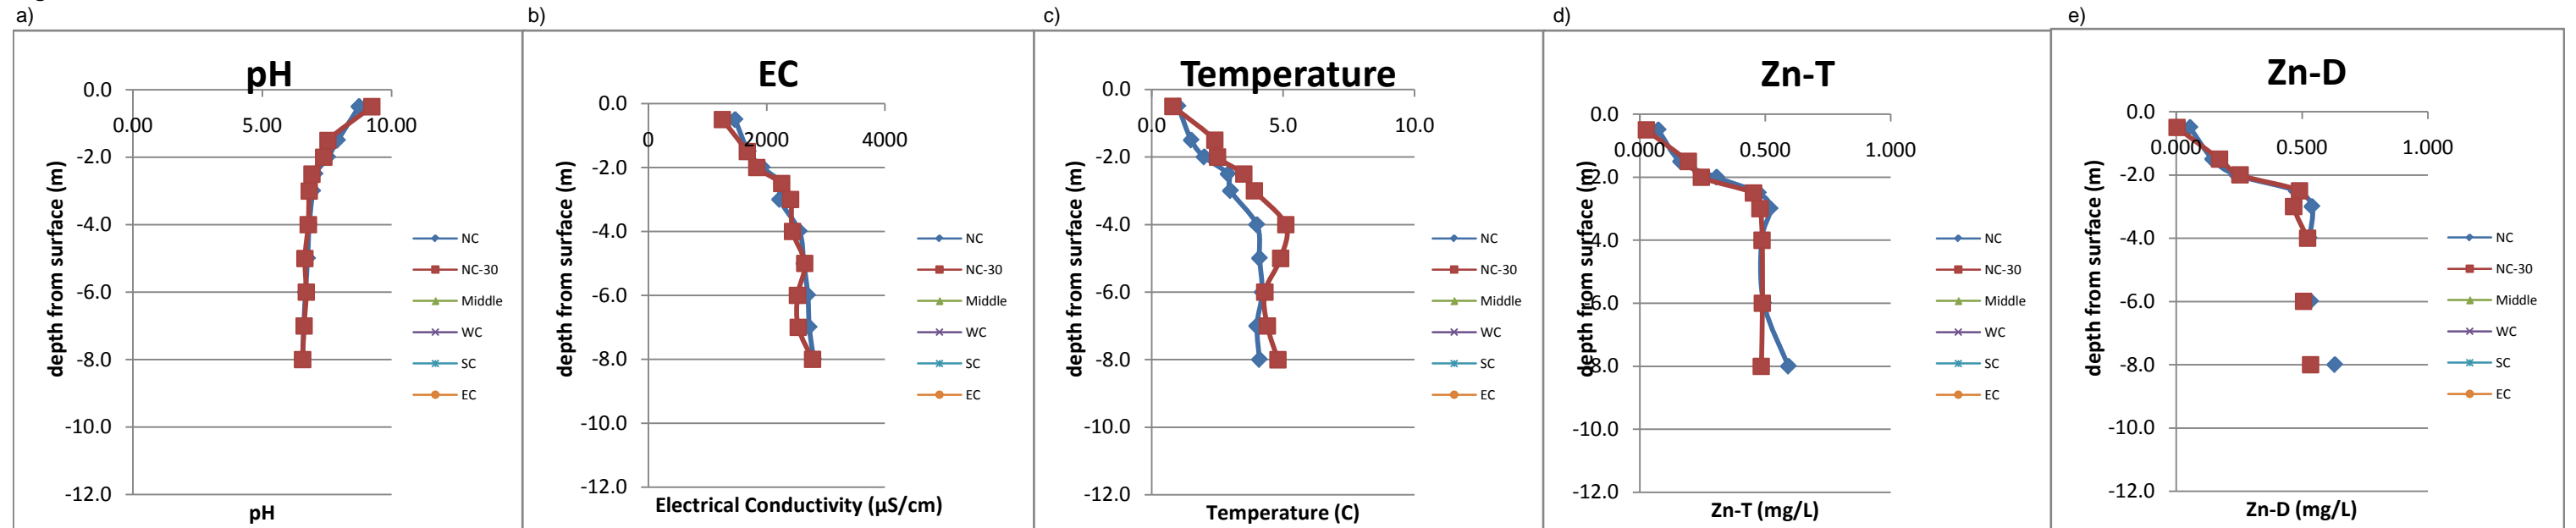 a)
b)
c)
d)
e)
pH
0.0
-2.0
-4.0
-6.0
-8.0
-10.0
-12.0
0.00
5.00
10.00
depth from surface (m)
pH
NC
NC-30
Middle
WC
SC
EC
EC
0.0
-2.0
-4.0
-6.0
-8.0
-10.0
-12.0
0
2000
4000
depth from surface (m)
Electrical Conductivity (µS/cm)
NC
NC-30
Middle
WC
SC
EC
Temperature
0.0
-2.0
-4.0
-6.0
-8.0
-10.0
-12.0
0.0
5.0
10.0
depth from surface (m)
Temperature (C)
NC
NC-30
Middle
WC
SC
EC
Zn-T
0.0
-2.0
-4.0
-6.0
-8.0
-10.0
-12.0
0.000
0.500
1.000
depth from surface (m)
Zn-T (mg/L)
NC
NC-30
Middle
WC
SC
EC
Zn-D
0.0
-2.0
-4.0
-6.0
-8.0
-10.0
-12.0
0.000
0.500
1.000
depth from surface (m)
Zn-D (mg/L)
NC
NC-30
Middle
WC
SC
EC